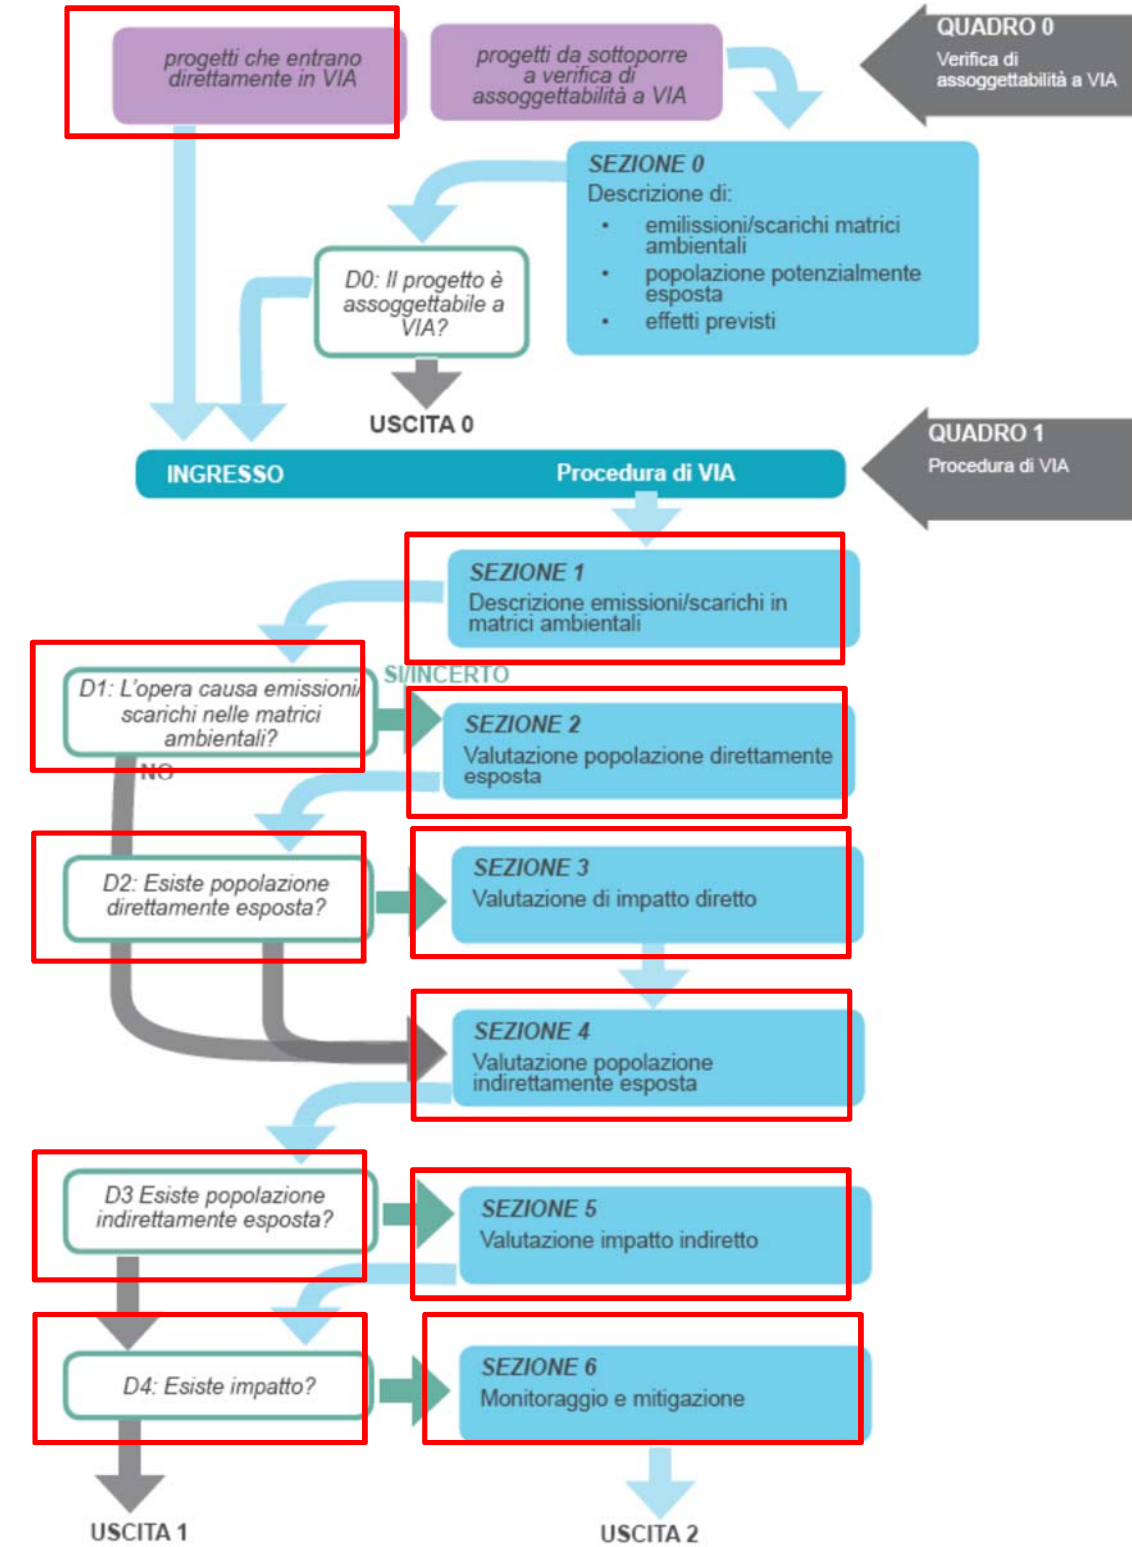 progetti che entrano
direttamente in VIA
progetti da sottoporre
a verifica di
assoggettabilità a VIA
QUADRO 0
Verifica di
assoggettabilità a VIA
SEZIONE 0
Descrizione di:
• emilissioni/scarichi matrici
ambientali
• popolazione potenzialmente
esposta
• effetti previsti
D0: Il progetto è
assoggettabile a
VIA?
USCITA 0
QUADRO 1
Procedura di VIA
INGRESSO Procedura di VIA
SEZIONE 1
Descrizione emissioni/scarichi in
matrici ambientali
D1: L'opera causa emissioni/
scarichi nelle matrici
ambientali?
SI/INCERTO
NO
SEZIONE 2
Valutazione popolazione direttamente
esposta
D2: Esiste popolazione
direttamente esposta?
SEZIONE 3
Valutazione di impatto diretto
SEZIONE 4
Valutazione popolazione
indirettamente esposta
D3 Esiste popolazione
indirettamente esposta?
SEZIONE 5
Valutazione impatto indiretto
D4: Esiste impatto?
SEZIONE 6
Monitoraggio e mitigazione
USCITA 1
USCITA 2